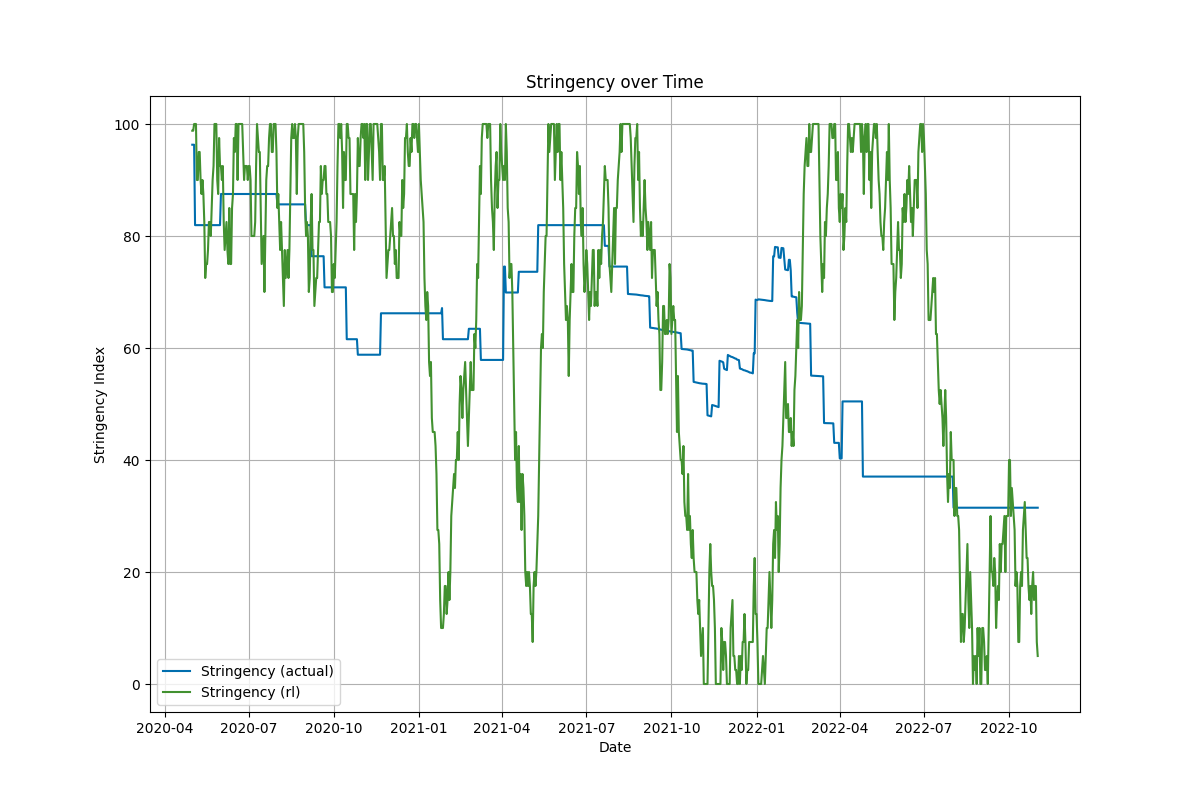 Stringency over Time
Stringency Index
100
80
60
40
20
0
Stringency (actual)
Stringency (rl)
2020-04 2020-07 2020-10 2021-01 2021-04 2021-07 2021-10 2022-01 2022-04 2022-07 2022-10
Date